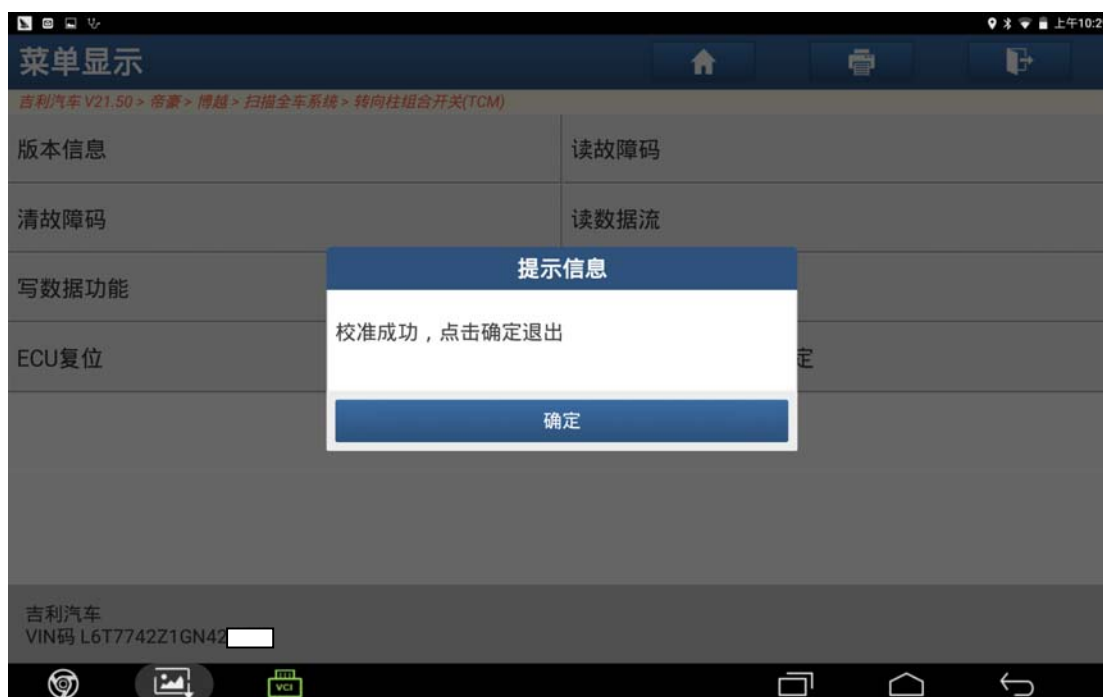 上午10:2
菜单显示
吉利汽车 V21.50 > 帝豪 > 博越 > 扫描全车系统 > 转向柱组合开关(TCM)
版本信息
读故障码
清故障码
读数据流
提示信息
写数据功能
校准成功，点击确定退出
ECU复位
定
确定
吉利汽车
VIN码 L6T7742Z1GN42
VCI